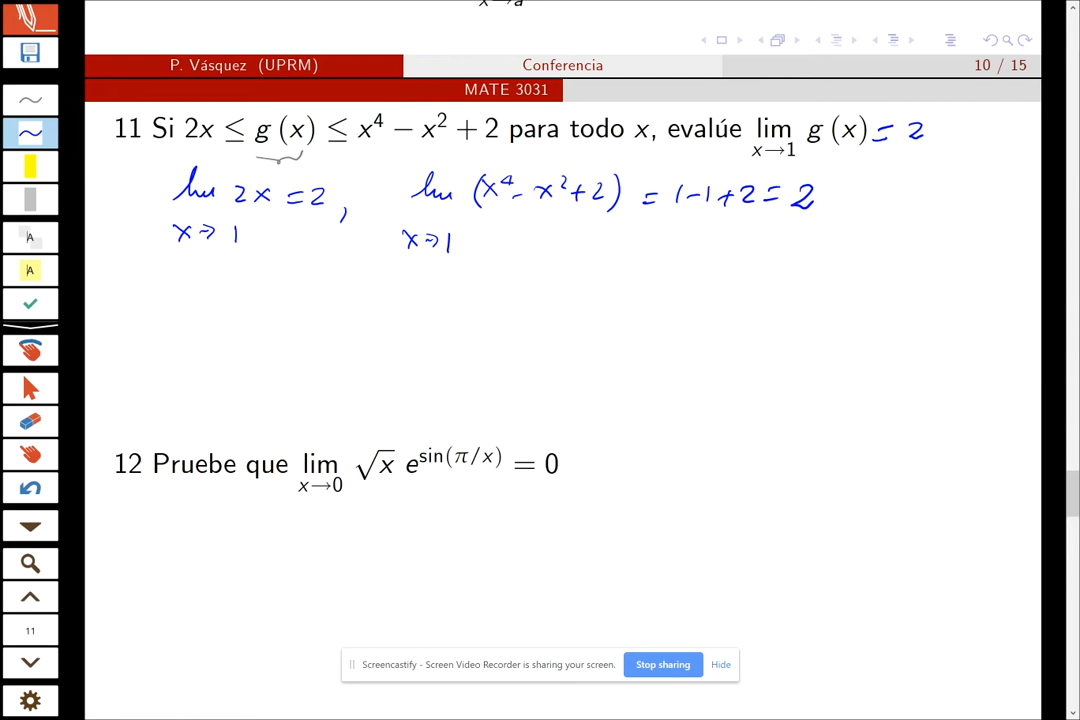 x→a
P. Vásquez (UPRM) Conferencia 10 / 15
MATE 3031
11 Si 2x ≤ g (x) ≤ x⁴ − x² + 2 para todo x, evalúe lim x→1 g (x) = 2
lim x→1 2x = 2, lim x→1 (x⁴ - x² + 2) = 1-1+2 = 2
12 Pruebe que lim x→0 √x e^sin(π/x) = 0
A
A
11
Screencastify - Screen Video Recorder is sharing your screen. Stop sharing Hide